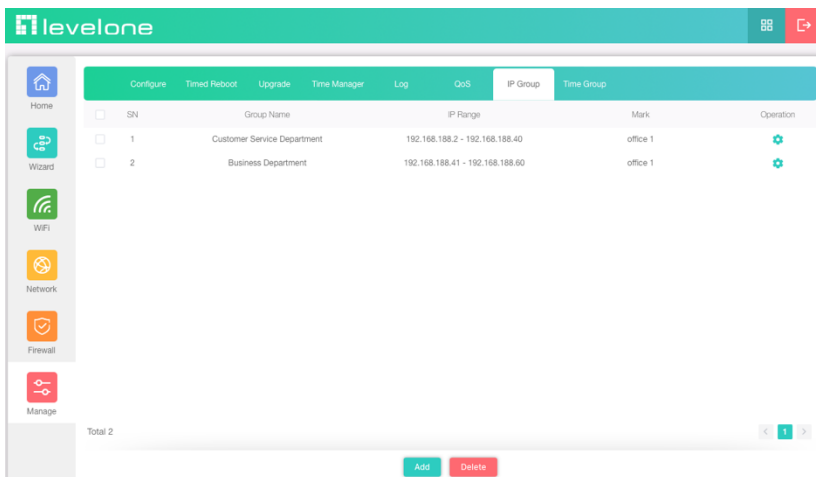 levelone
Home
Wizard
WiFi
Network
Firewall
Manage
Configure Timed Reboot Upgrade Time Manager Log QoS IP Group Time Group
SN Group Name IP Range Mark Operation
1 Customer Service Department 192.168.188.2 - 192.168.188.40 office 1
2 Business Department 192.168.188.41 - 192.168.188.60 office 1
Total 2
< 1 >
Add Delete